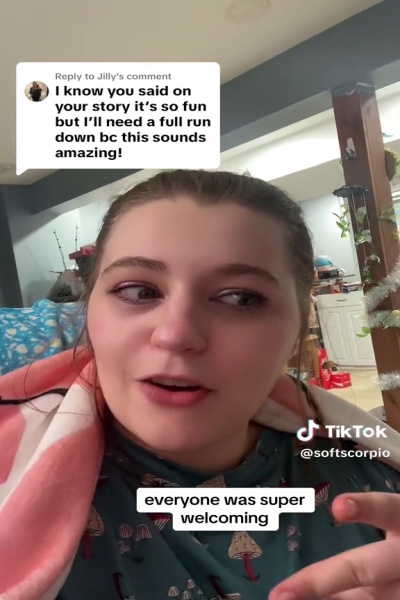 Reply to Jilly's comment
I know you said on
your story it's so fun
but I'll need a full run
down bc this sounds
amazing!
TikTok
@softscorpio
everyone was super
welcoming